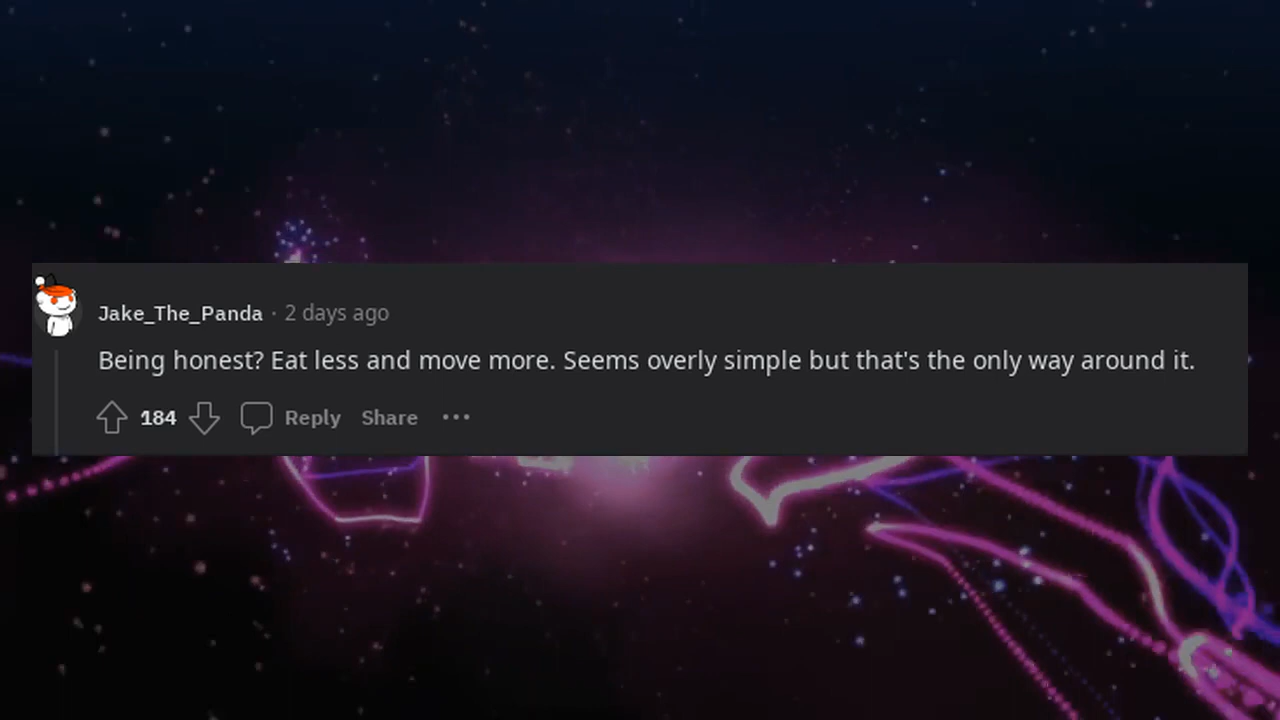 Jake_The_Panda · 2 days ago
Being honest? Eat less and move more. Seems overly simple but that's the only way around it.
184 Reply Share ···